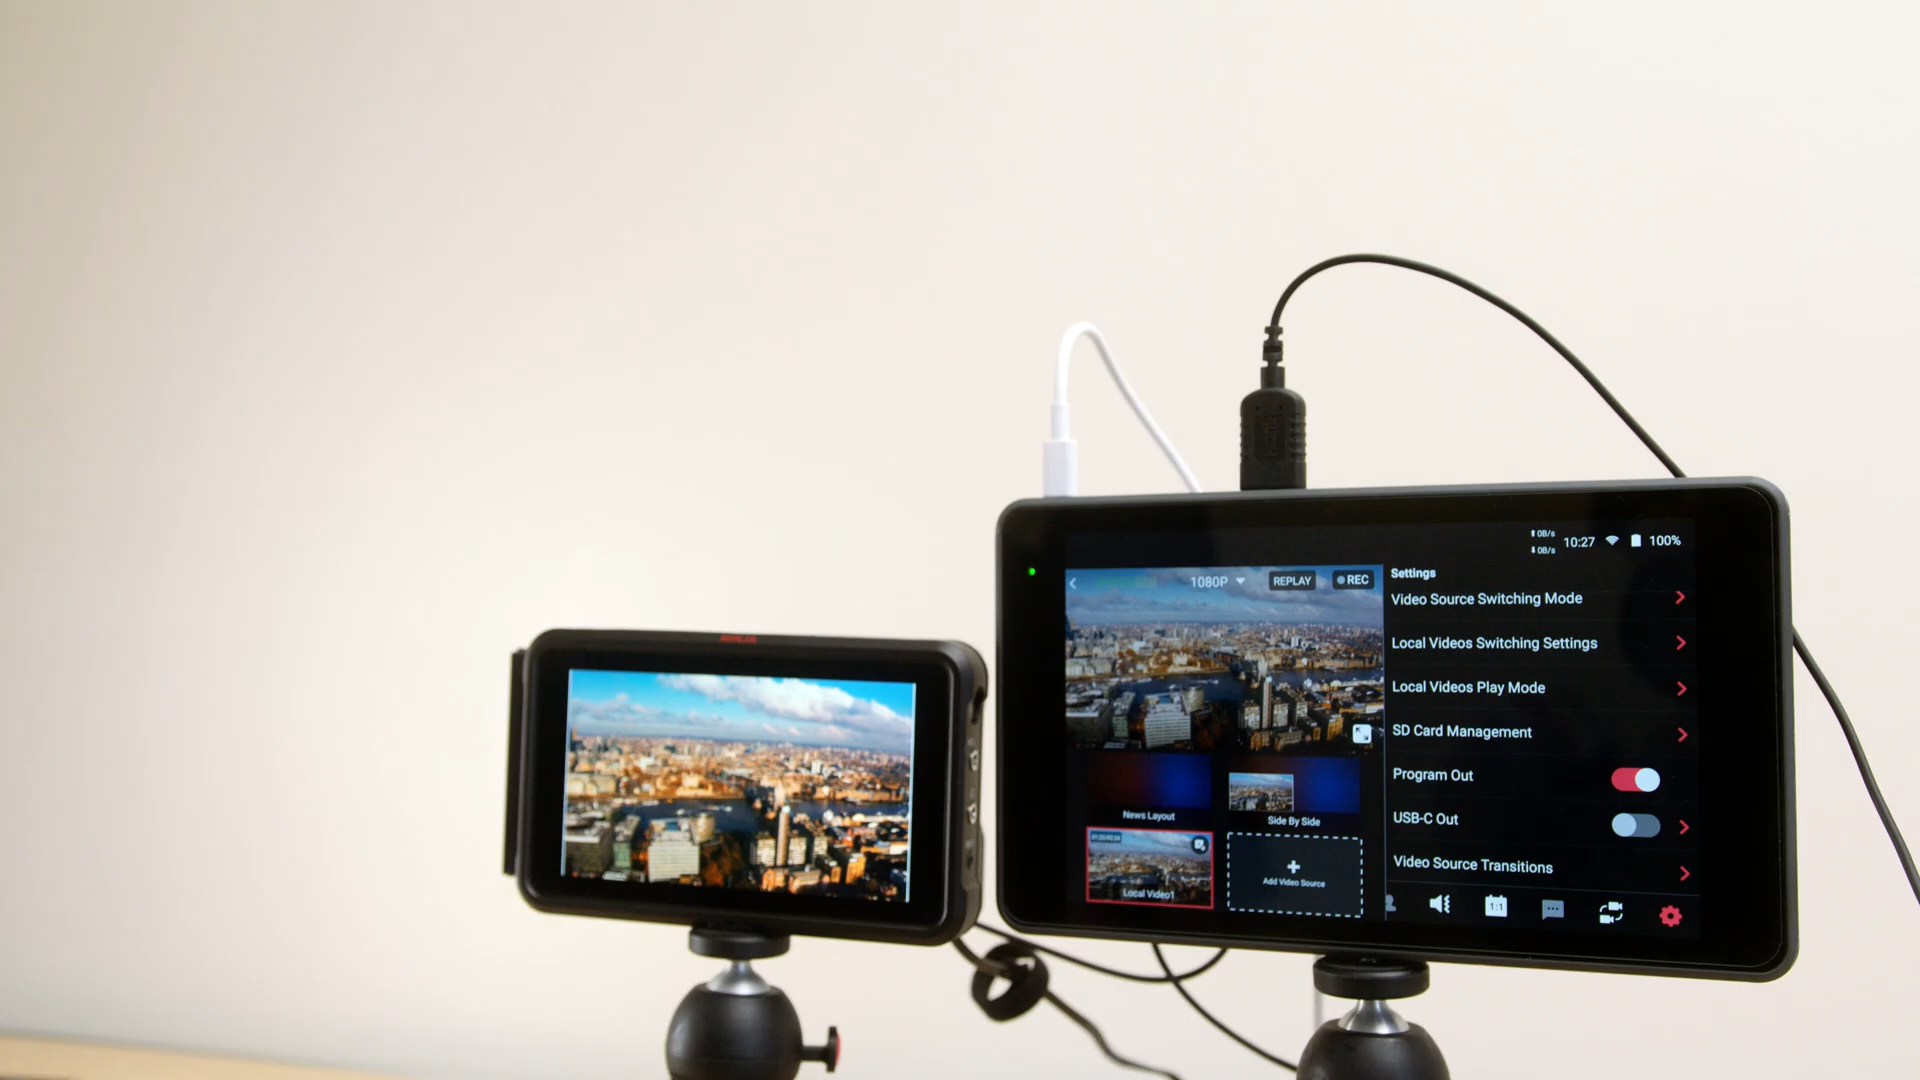 0B/s
0B/s
10:27
100%
1080P
REPLAY
REC
Settings
Video Source Switching Mode
Local Videos Switching Settings
Local Videos Play Mode
SD Card Management
Program Out
USB-C Out
Video Source Transitions
News Layout
Side By Side
Local Video1
Add Video Source
1:1